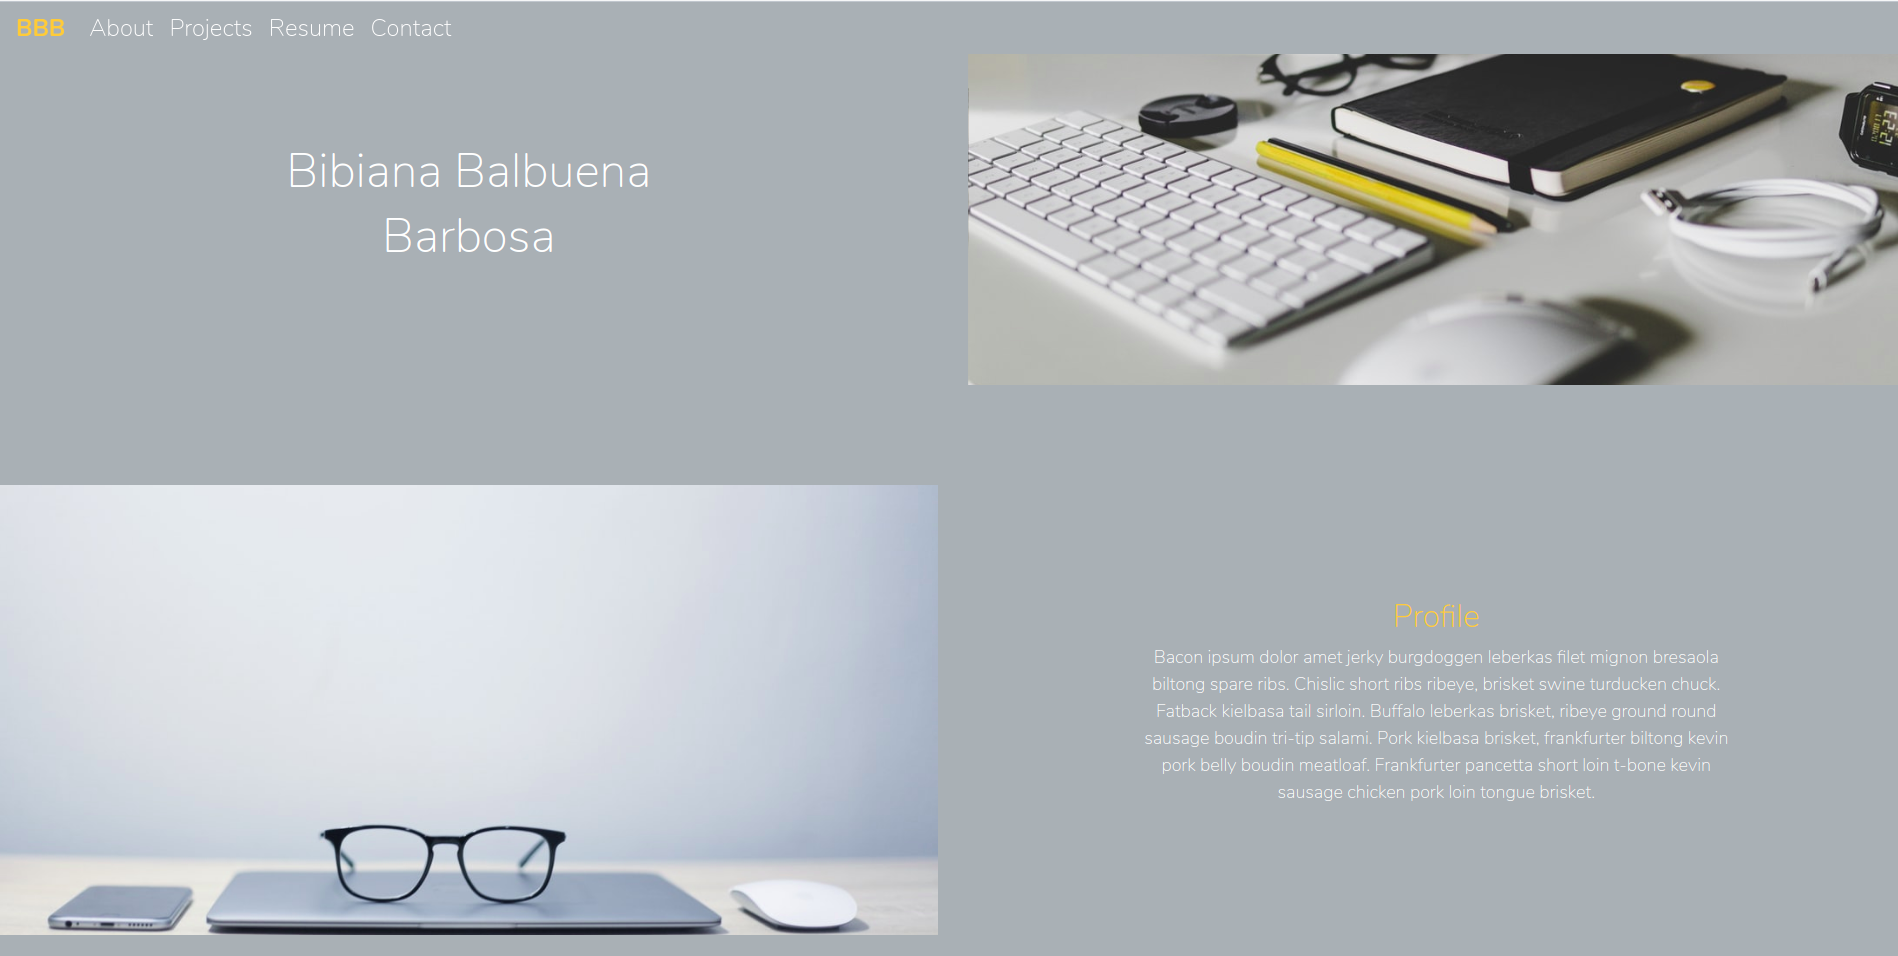 BBB About Projects Resume Contact
Bibiana Balbuena
Barbosa
Profile
Bacon ipsum dolor amet jerky burgdoggen leberkas filet mignon bresaola
biltong spare ribs. Chislic short ribs ribeye, brisket swine turducken chuck.
Fatback kielbasa tail sirloin. Buffalo leberkas brisket, ribeye ground round
sausage boudin tri-tip salami. Pork kielbasa brisket, frankfurter biltong kevin
pork belly boudin meatloaf. Frankfurter pancetta short loin t-bone kevin
sausage chicken pork loin tongue brisket.